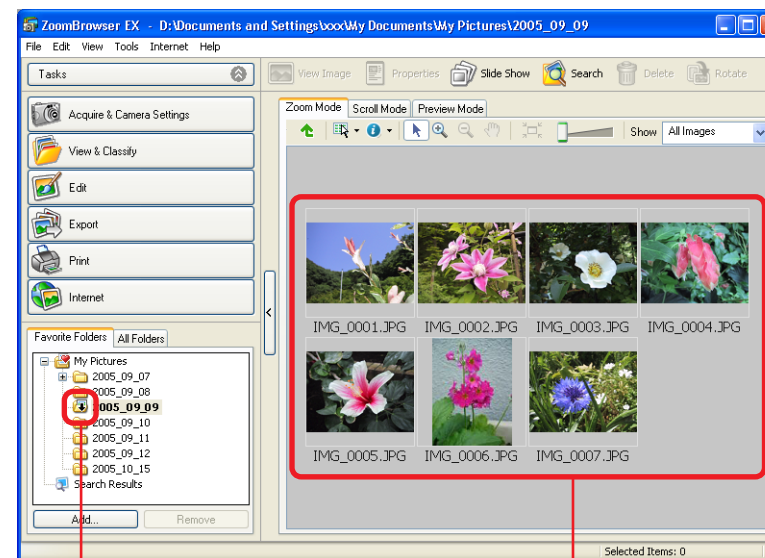 ZoomBrowser EX - D:\Documents and Settings\xxx\My Documents\My Pictures\2005_09_09
File Edit View Tools Internet Help
Tasks
View Image Properties Slide Show Search Delete Rotate
Acquire & Camera Settings
View & Classify
Edit
Export
Print
Internet
Zoom Mode Scroll Mode Preview Mode
Show All Images
IMG_0001.JPG IMG_0002.JPG IMG_0003.JPG IMG_0004.JPG
IMG_0005.JPG IMG_0006.JPG IMG_0007.JPG
Favorite Folders All Folders
My Pictures
2005_09_07
2005_09_08
2005_09_09
2005_09_10
2005_09_11
2005_09_12
2005_10_15
Search Results
Add... Remove
Selected Items: 0